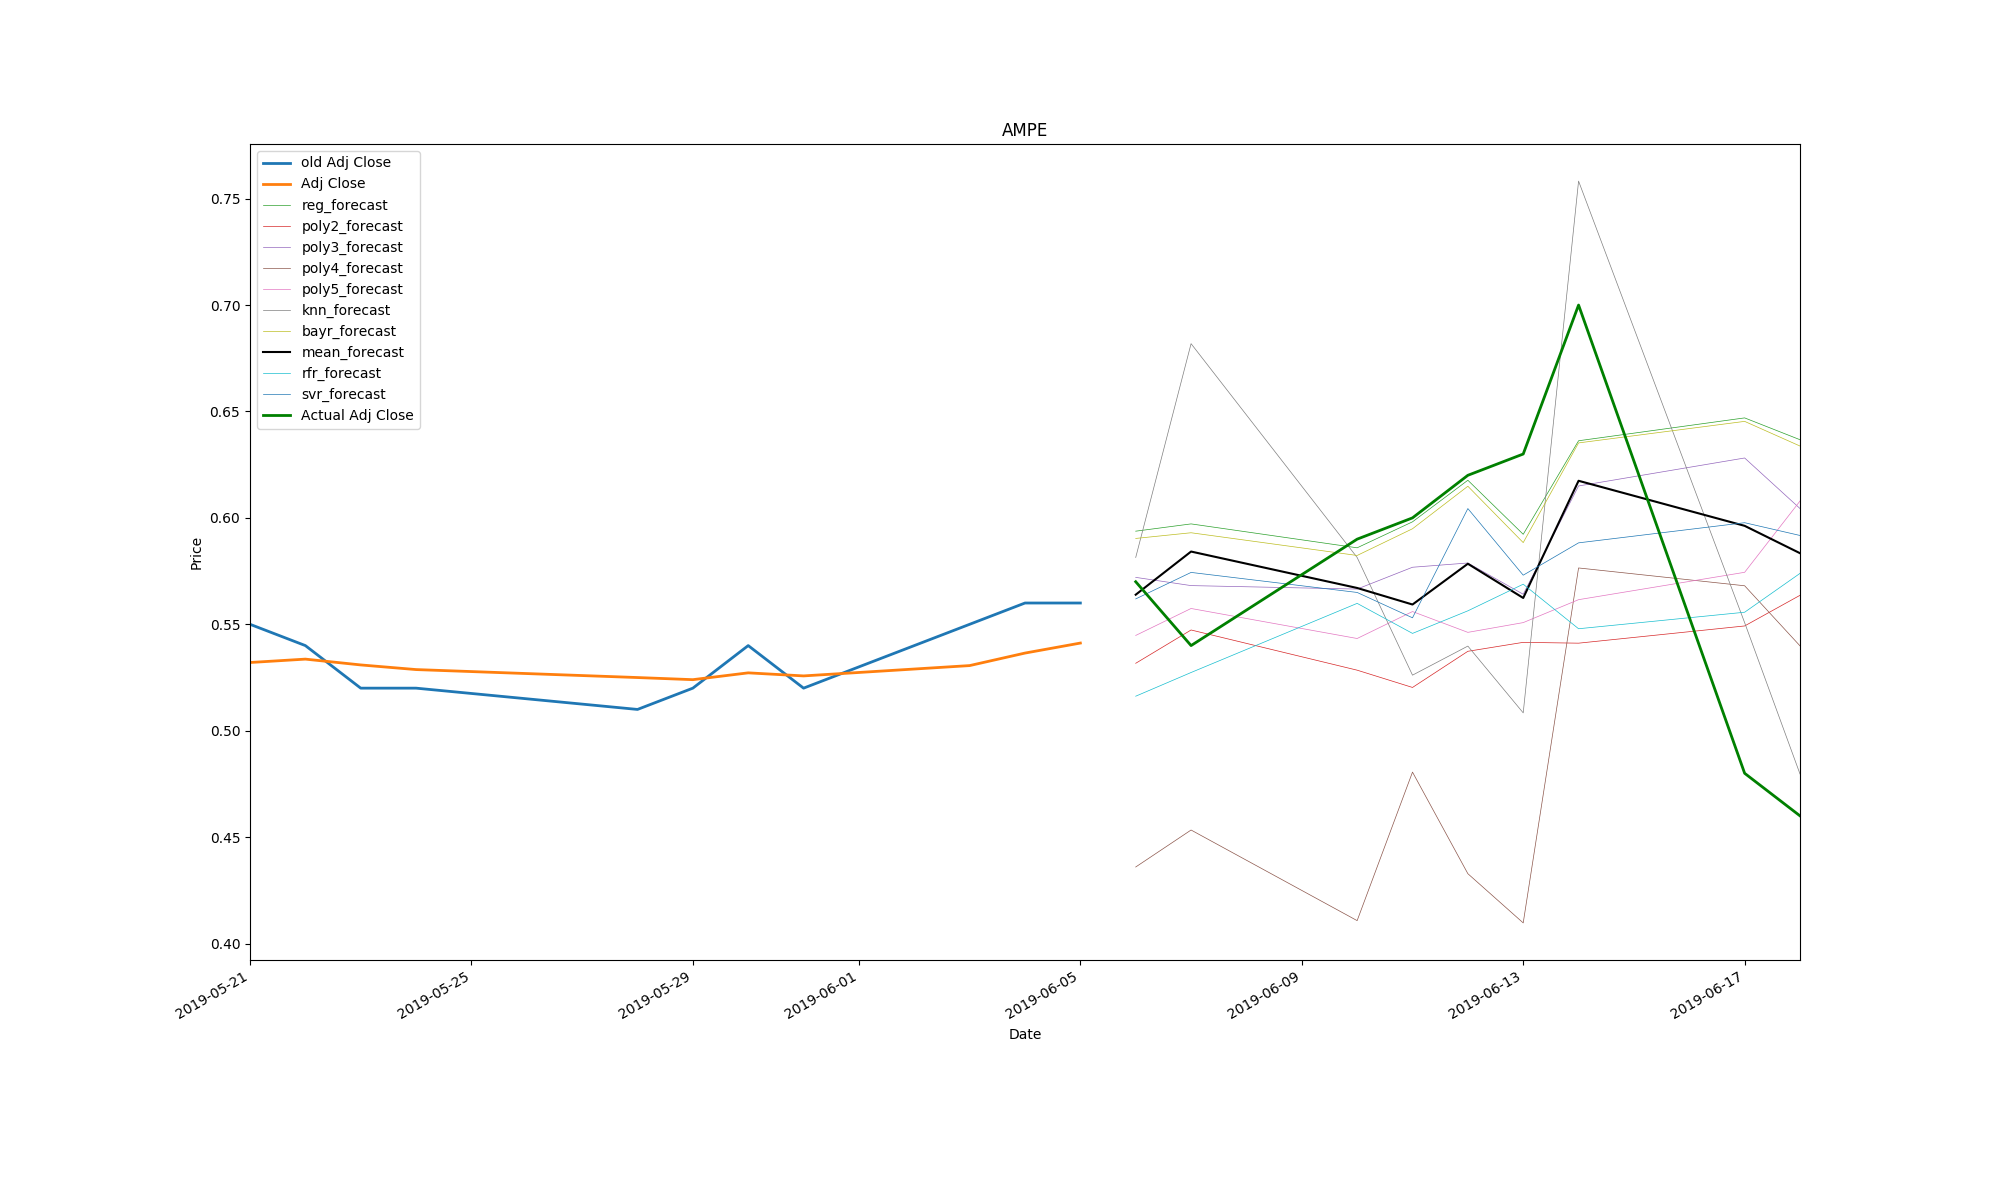 AMPE
old Adj Close
Adj Close
reg_forecast
poly2_forecast
poly3_forecast
poly4_forecast
poly5_forecast
knn_forecast
bayr_forecast
mean_forecast
rfr_forecast
svr_forecast
Actual Adj Close
0.75
0.70
0.65
0.60
0.55
0.50
0.45
0.40
Price
2019-05-21
2019-05-25
2019-05-29
2019-06-01
2019-06-05
2019-06-09
2019-06-13
2019-06-17
Date